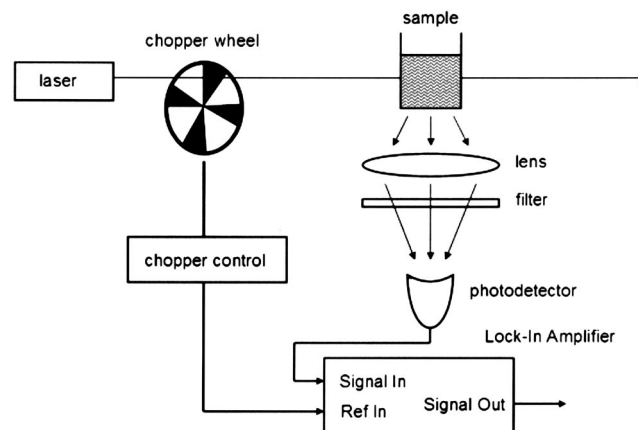 sample
chopper wheel
laser
lens
filter
chopper control
photodetector
Lock-In Amplifier
Signal In
Signal Out
Ref In